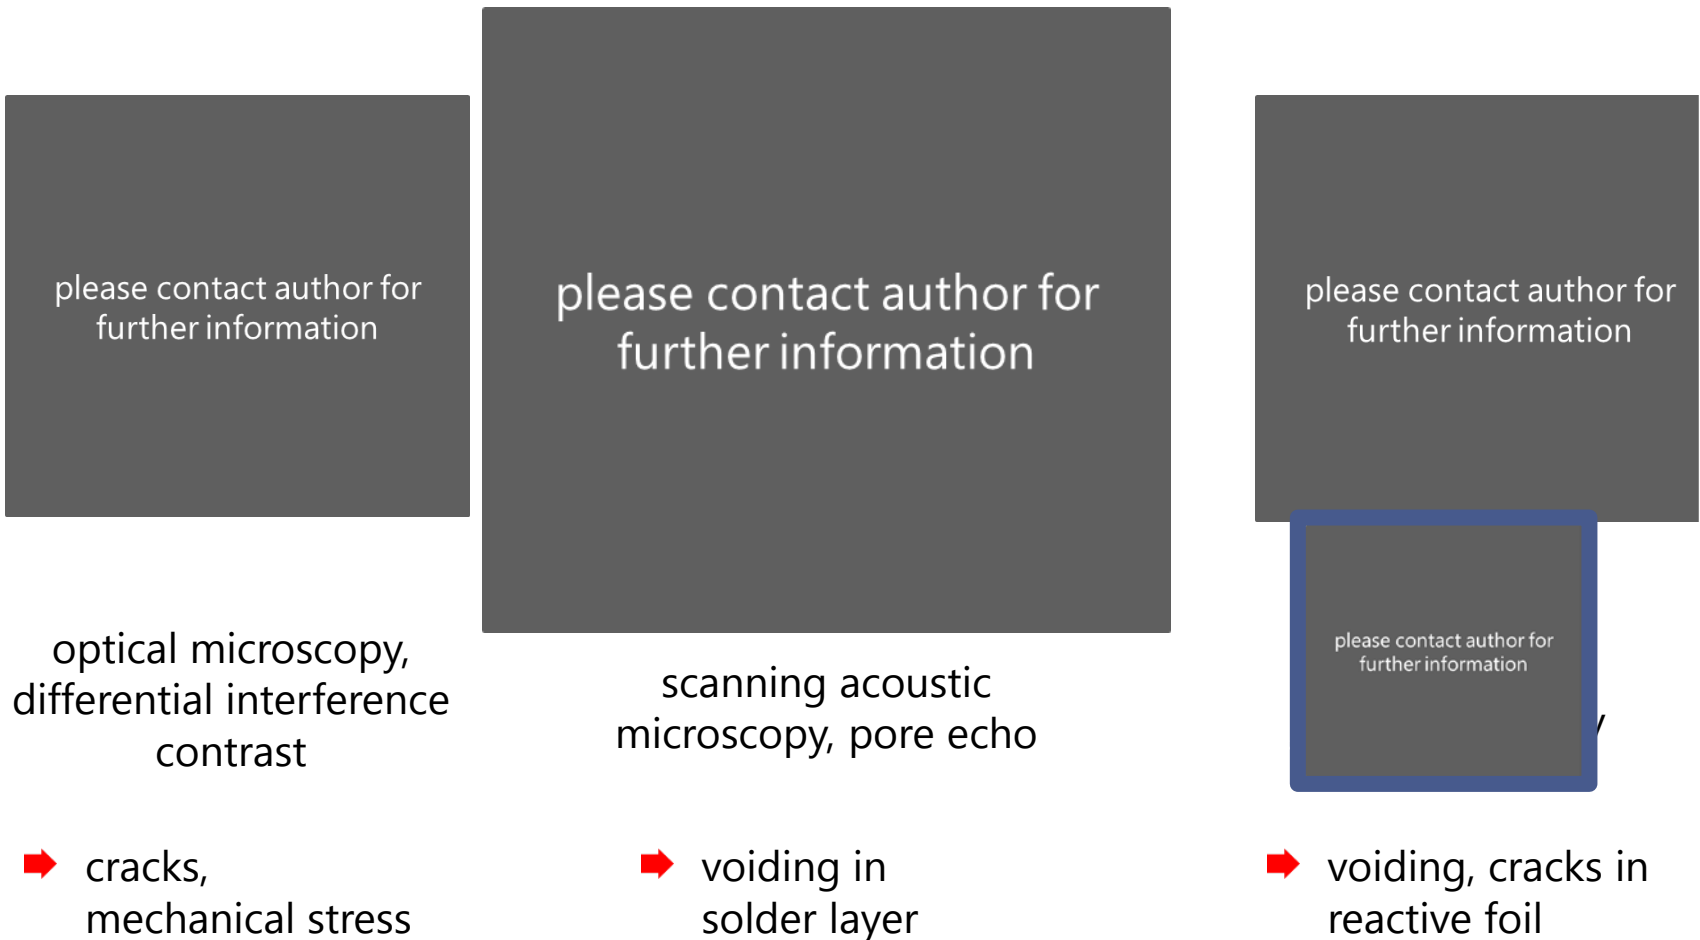 please contact author for
further information
please contact author for
further information
please contact author for
further information
please contact author for
further information
optical microscopy,
differential interference
contrast
scanning acoustic
microscopy, pore echo
cracks,
mechanical stress
voiding in
solder layer
voiding, cracks in
reactive foil